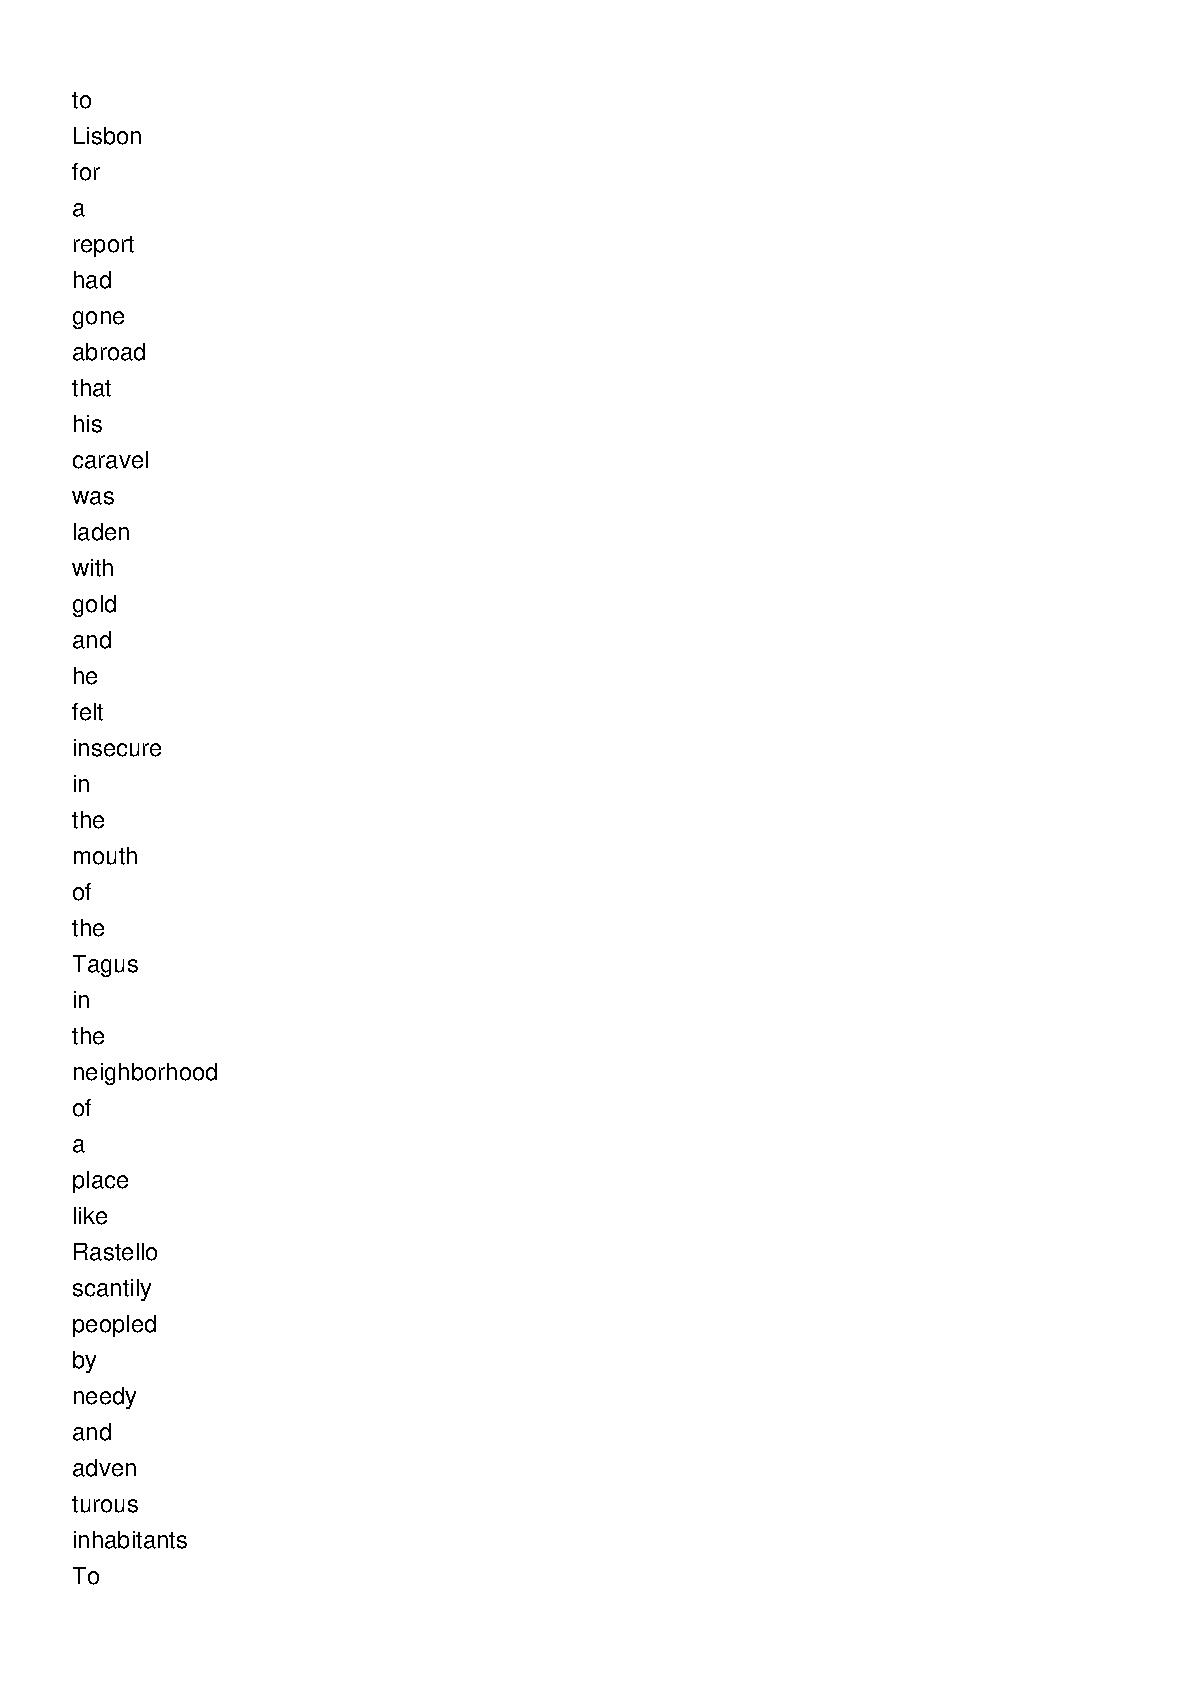 to
Lisbon
for
a
report
had
gone
abroad
that
his
caravel
was
laden
with
gold
and
he
felt
insecure
in
the
mouth
of
the
Tagus
in
the
neighborhood
of
a
place
like
Rastello
scantily
peopled
by
needy
and
adven
turous
inhabitants
To